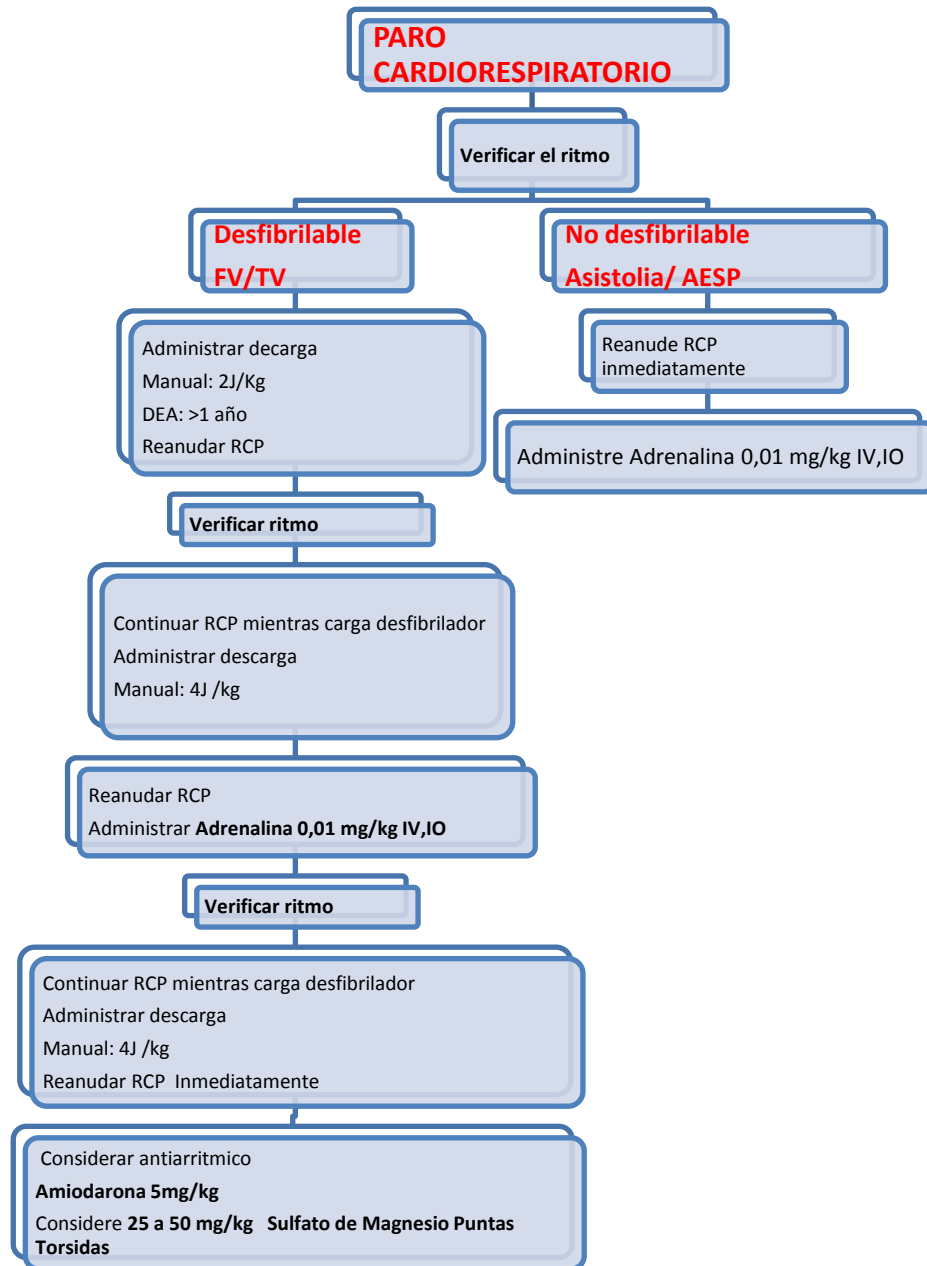 PARO
CARDIORESPIRATORIO
Verificar el ritmo
Desfibrilable
FV/TV
No desfibrilable
Asistolia/ AESP
Administrar decarga
Manual: 2J/Kg
DEA: >1 año
Reanudar RCP
Reanude RCP
inmediatamente
Administre Adrenalina 0,01 mg/kg IV,IO
Verificar ritmo
Continuar RCP mientras carga desfibrilador
Administrar descarga
Manual: 4J /kg
Reanudar RCP
Administrar Adrenalina 0,01 mg/kg IV,IO
Verificar ritmo
Continuar RCP mientras carga desfibrilador
Administrar descarga
Manual: 4J /kg
Reanudar RCP Inmediatamente
Considerar antiarritmico
Amiodarona 5mg/kg
Considere 25 a 50 mg/kg Sulfato de Magnesio Puntas
Torsidas